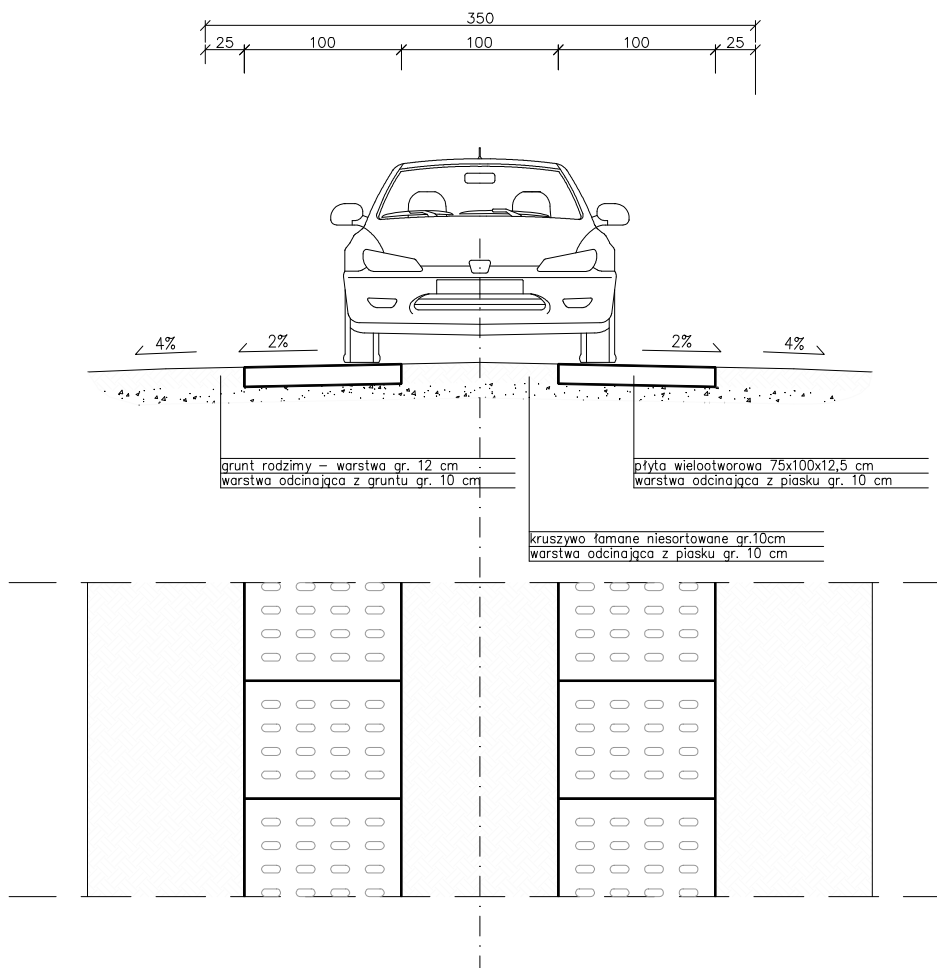 350
25 100 100 100 25
4% 2% 2% 4%
grunt rodzimy – warstwa gr. 12 cm
warstwa odcinająca z gruntu gr. 10 cm
płyta wielootworowa 75x100x12,5 cm
warstwa odcinająca z piasku gr. 10 cm
kruszywo łamane niesortowane gr.10cm
warstwa odcinająca z piasku gr. 10 cm